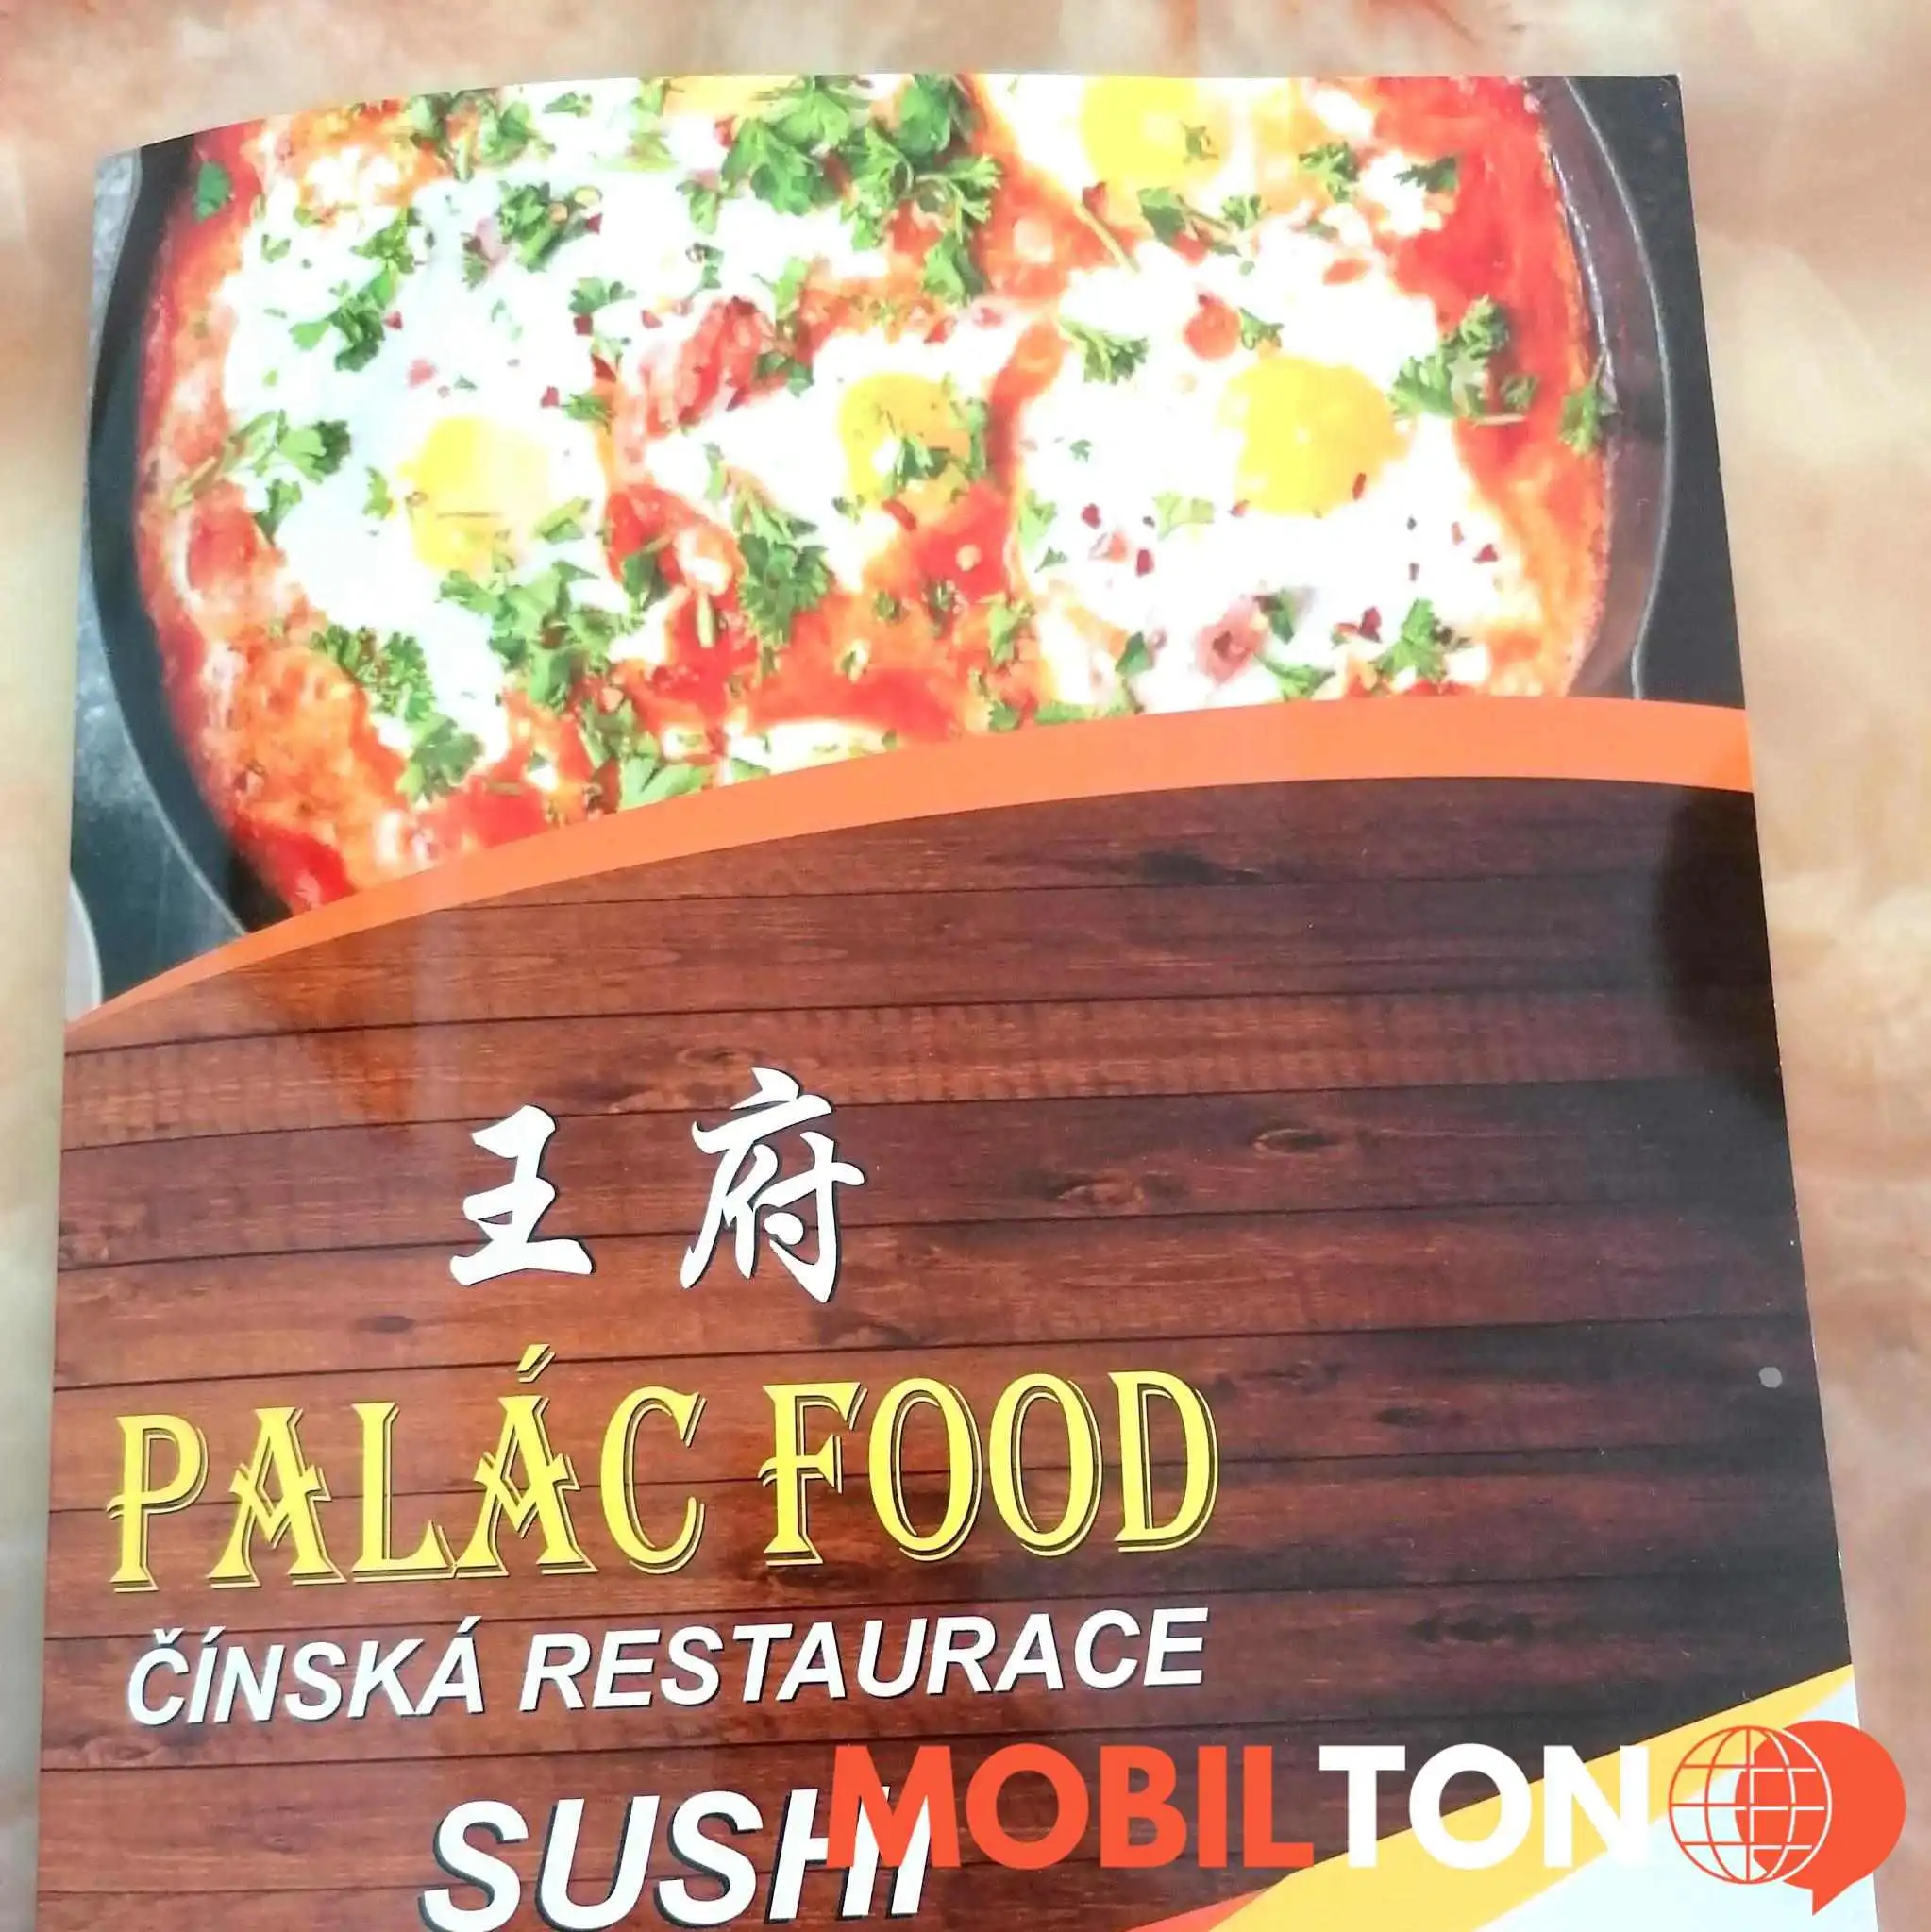 王府
PALÁC FOOD
ČÍNSKÁ RESTAURACE
SUSHI
MOBILTON